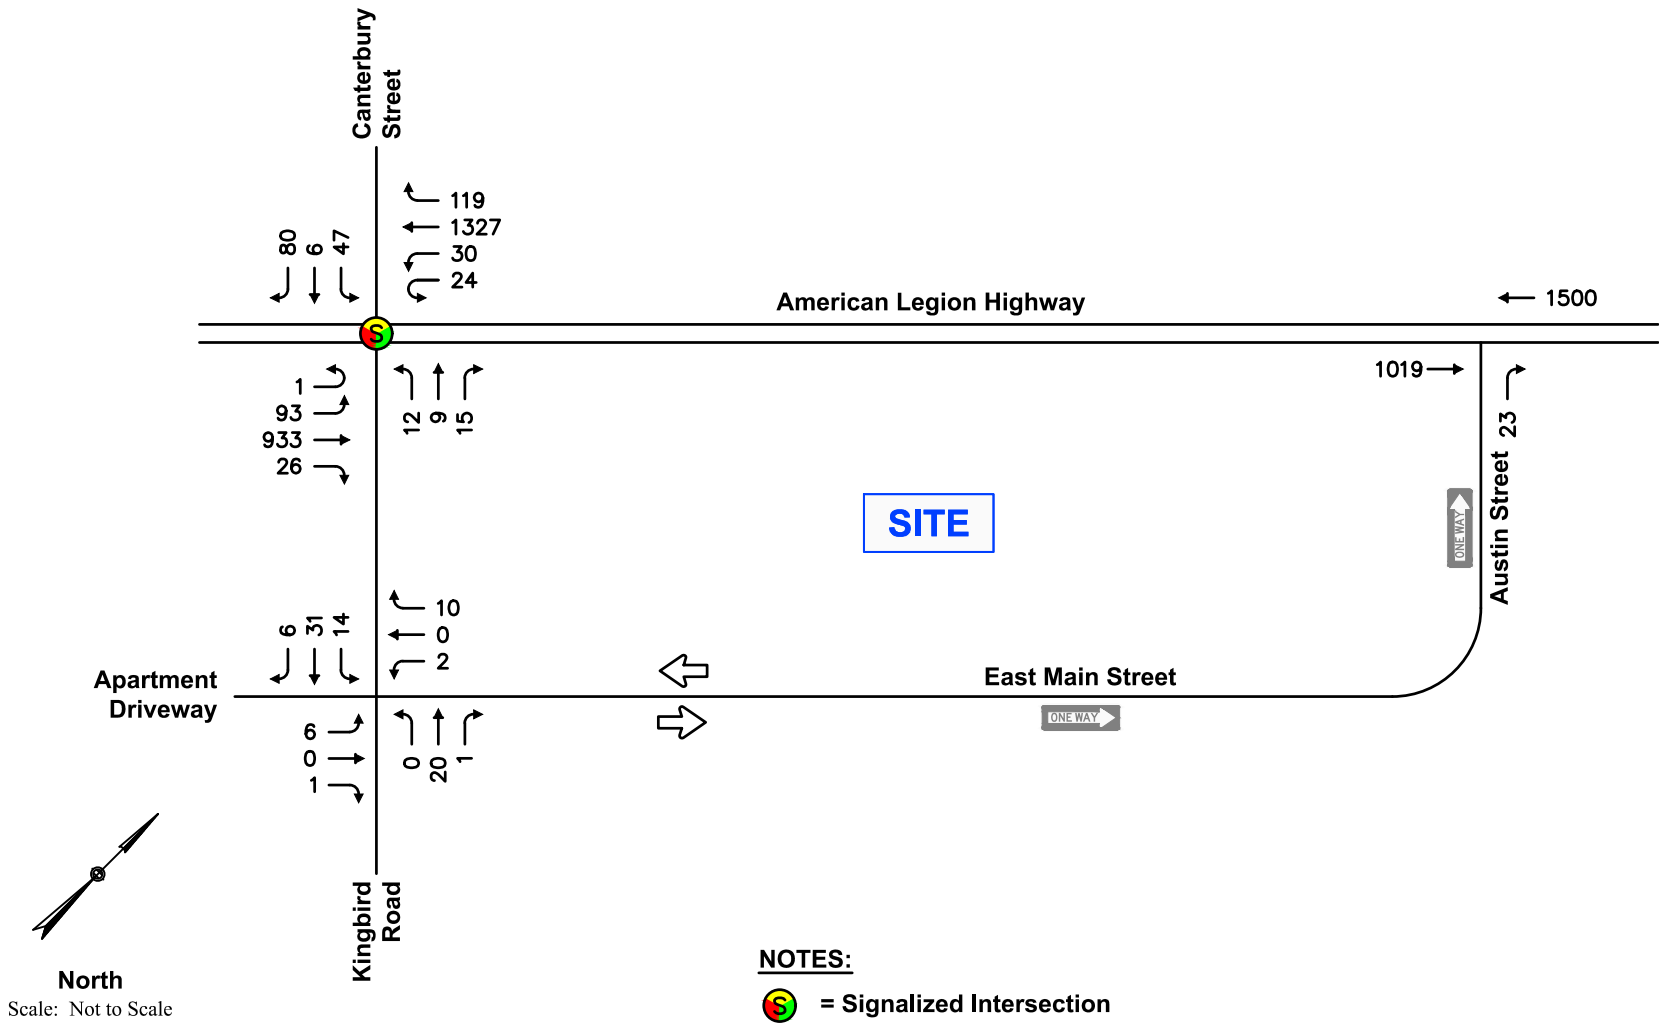 Canterbury
Street
119
1327
30
24
80
6
47
American Legion Highway
1500
S
1
93
933
26
12
9
15
1019
23
SITE
ONE WAY
Austin Street
6
31
14
10
0
2
Apartment
Driveway
East Main Street
ONE WAY
6
0
1
0
20
1
Kingbird
Road
North
Scale: Not to Scale
NOTES:
S = Signalized Intersection